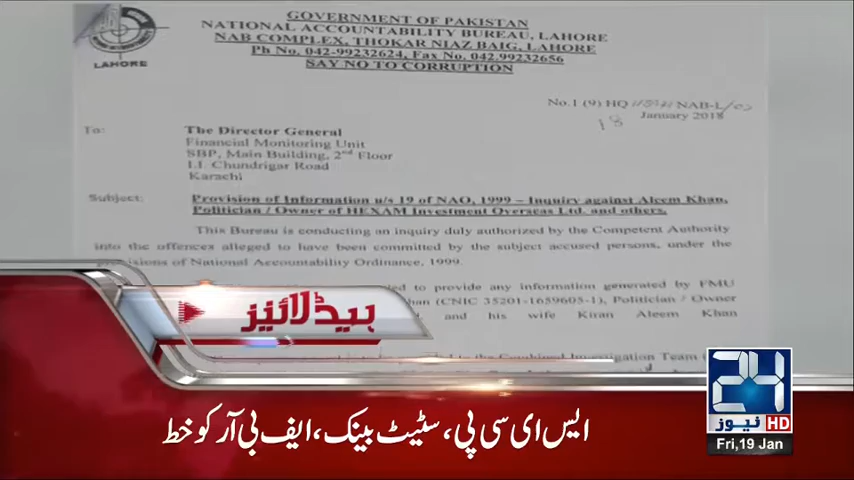 GOVERNMENT OF PAKISTAN
NATIONAL ACCOUNTABILITY BUREAU, LAHORE
NAB COMPLEX, THOKAR NIAZ BAIG, LAHORE
Ph No. 042-99232624, Fax No. 042.99232656
SAY NO TO CORRUPTION
LAHORE
No.1 (9) HQ NAB-L/
18 January 2018
To:
The Director General
Financial Monitoring Unit
SBP, Main Building, 2nd Floor
I.I. Chundrigar Road
Karachi
Subject: Provision of Information u/s 19 of NAO, 1999 – Inquiry against Aleem Khan,
Politician / Owner of HEXAM Investment Overseas Ltd. and others.
This Bureau is conducting an inquiry duly authorized by the Competent Authority
into the offences alleged to have been committed by the subject accused persons, under the
provisions of National Accountability Ordinance, 1999.
to provide any information generated by FMU
(CNIC 35201-1659605-1), Politician / Owner
and his wife Kiran Aleem Khan
the Combined Investigation Team
ہیڈلائنز
ایس ای سی پی، سٹیٹ بینک، ایف بی آر کو خط
24
نیوز HD
Fri,19 Jan